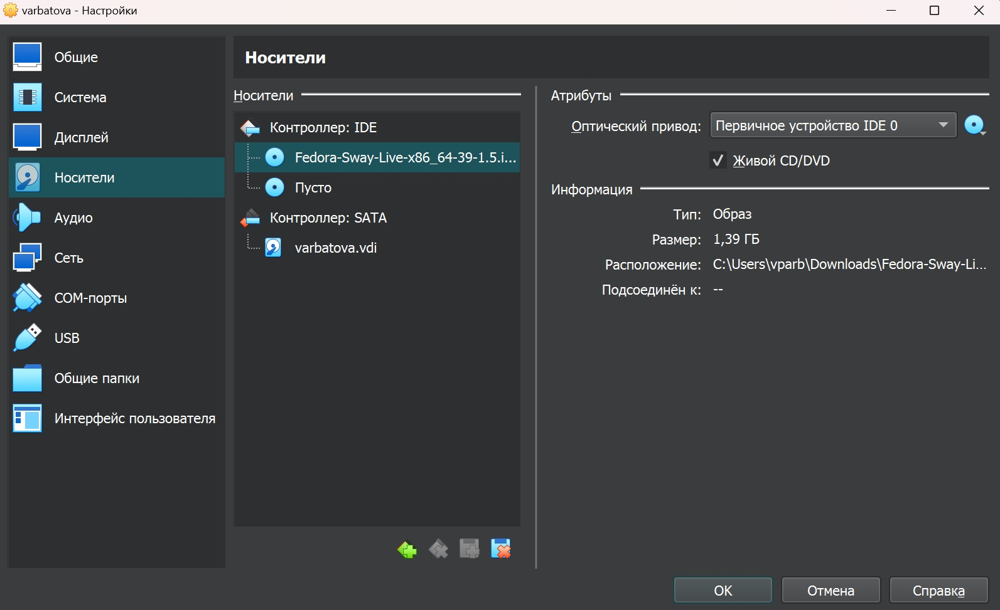 varbatova - Настройки
Общие
Система
Дисплей
Носители
Аудио
Сеть
COM-порты
USB
Общие папки
Интерфейс пользователя
Носители
Носители
Контроллер: IDE
Fedora-Sway-Live-x86_64-39-1.5.i...
Пусто
Контроллер: SATA
varbatova.vdi
Атрибуты
Оптический привод: Первичное устройство IDE 0
Живой CD/DVD
Информация
Тип: Образ
Размер: 1,39 ГБ
Расположение: C:\Users\vparb\Downloads\Fedora-Sway-Li...
Подсоединён к: --
OK Отмена Справка